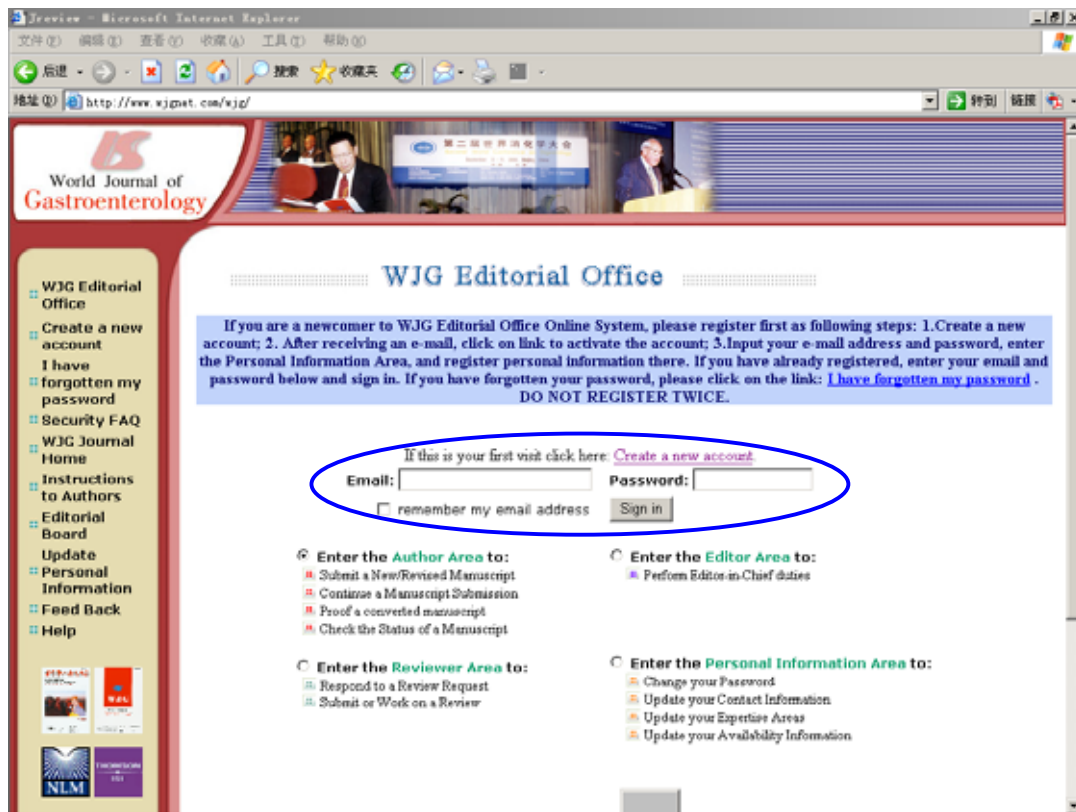 Jreview - Microsoft Internet Explorer
文件(F) 编辑(E) 查看(V) 收藏(A) 工具(T) 帮助(H)
后退 搜索 收藏夹
地址(D) http://www.wjgnet.com/wjg/ 转到 链接
World Journal of
Gastroenterology
第二届世界消化学大会
WJG Editorial Office
If you are a newcomer to WJG Editorial Office Online System, please register first as following steps: 1.Create a new
account; 2. After receiving an e-mail, click on link to activate the account; 3.Input your e-mail address and password, enter
the Personal Information Area, and register personal information there. If you have already registered, enter your email and
password below and sign in. If you have forgotten your password, please click on the link: I have forgotten my password .
DO NOT REGISTER TWICE.
WJG Editorial
Office
Create a new
account
I have
forgotten my
password
Security FAQ
WJG Journal
Home
Instructions
to Authors
Editorial
Board
Update
Personal
Information
Feed Back
Help
NLM
THOMSON
ISI
If this is your first visit click here: Create a new account
Email: Password:
remember my email address Sign in
Enter the Author Area to:
Submit a New/Revised Manuscript
Continue a Manuscript Submission
Proof a converted manuscript
Check the Status of a Manuscript
Enter the Editor Area to:
Perform Editor-in-Chief duties
Enter the Reviewer Area to:
Respond to a Review Request
Submit or Work on a Review
Enter the Personal Information Area to:
Change your Password
Update your Contact Information
Update your Expertise Areas
Update your Availability Information